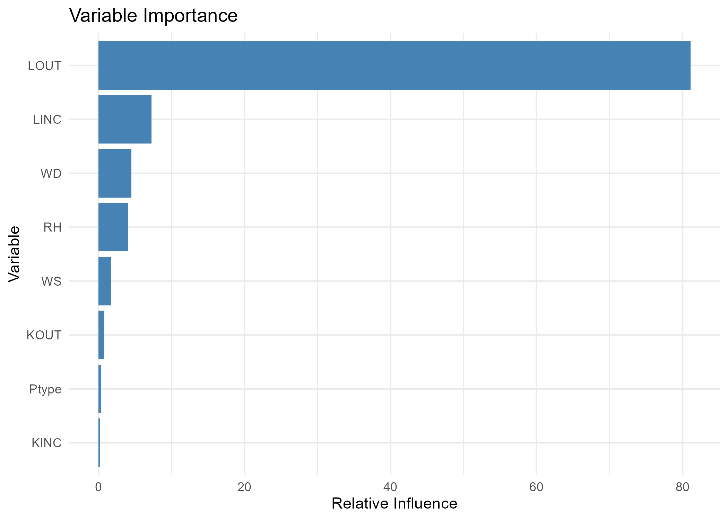 Variable Importance
LOUT
LINC
WD
RH
WS
KOUT
Ptype
KINC
Variable
0 20 40 60 80
Relative Influence